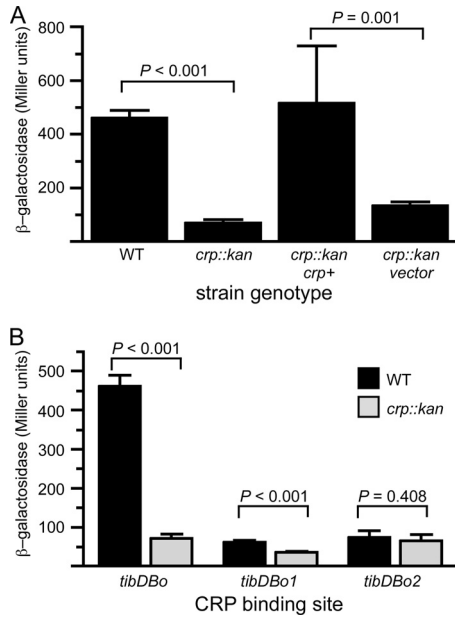 A
β–galactosidase (Miller units)
800
600
400
200
P < 0.001
P = 0.001
WT
crp::kan
crp::kan
crp+
crp::kan
vector
strain genotype
B
β–galactosidase (Miller units)
500
400
300
200
100
P < 0.001
P < 0.001
P = 0.408
WT
crp::kan
tibDBo
tibDBo1
tibDBo2
CRP binding site